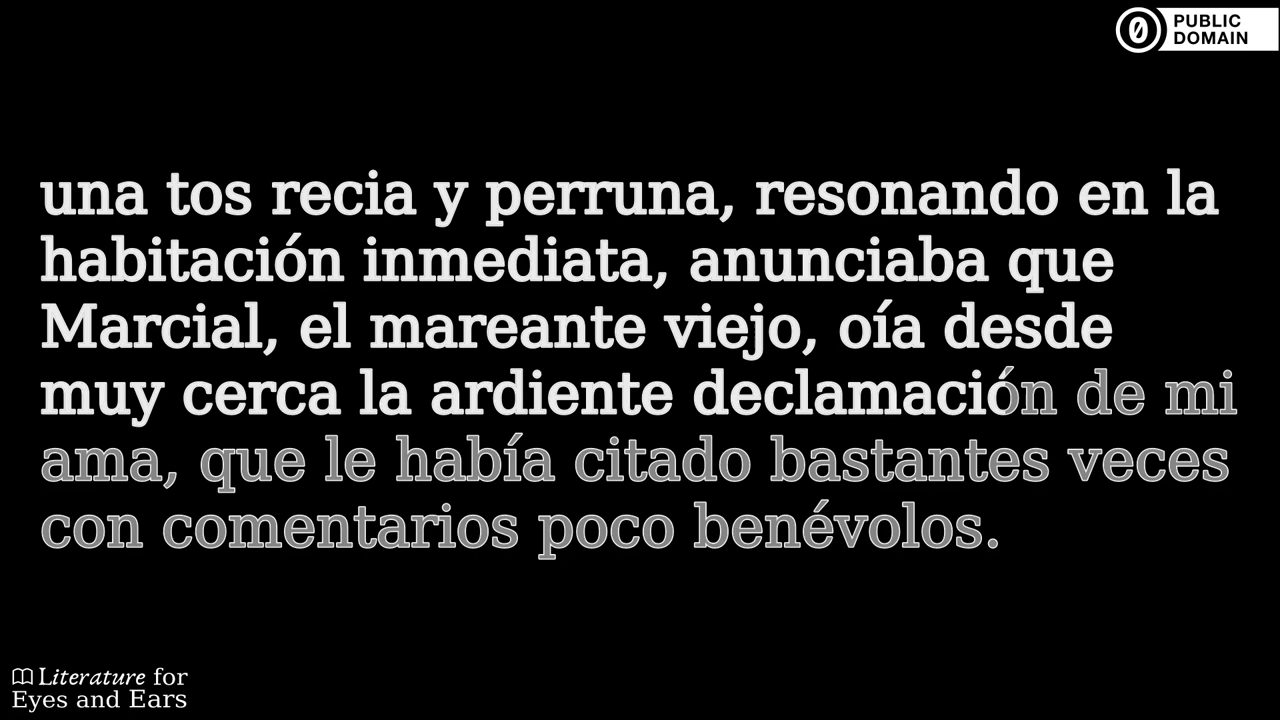 PUBLIC
DOMAIN
una tos recia y perruna, resonando en la
habitación inmediata, anunciaba que
Marcial, el mareante viejo, oía desde
muy cerca la ardiente declamación de mi
ama, que le había citado bastantes veces
con comentarios poco benévolos.
Literature for
Eyes and Ears